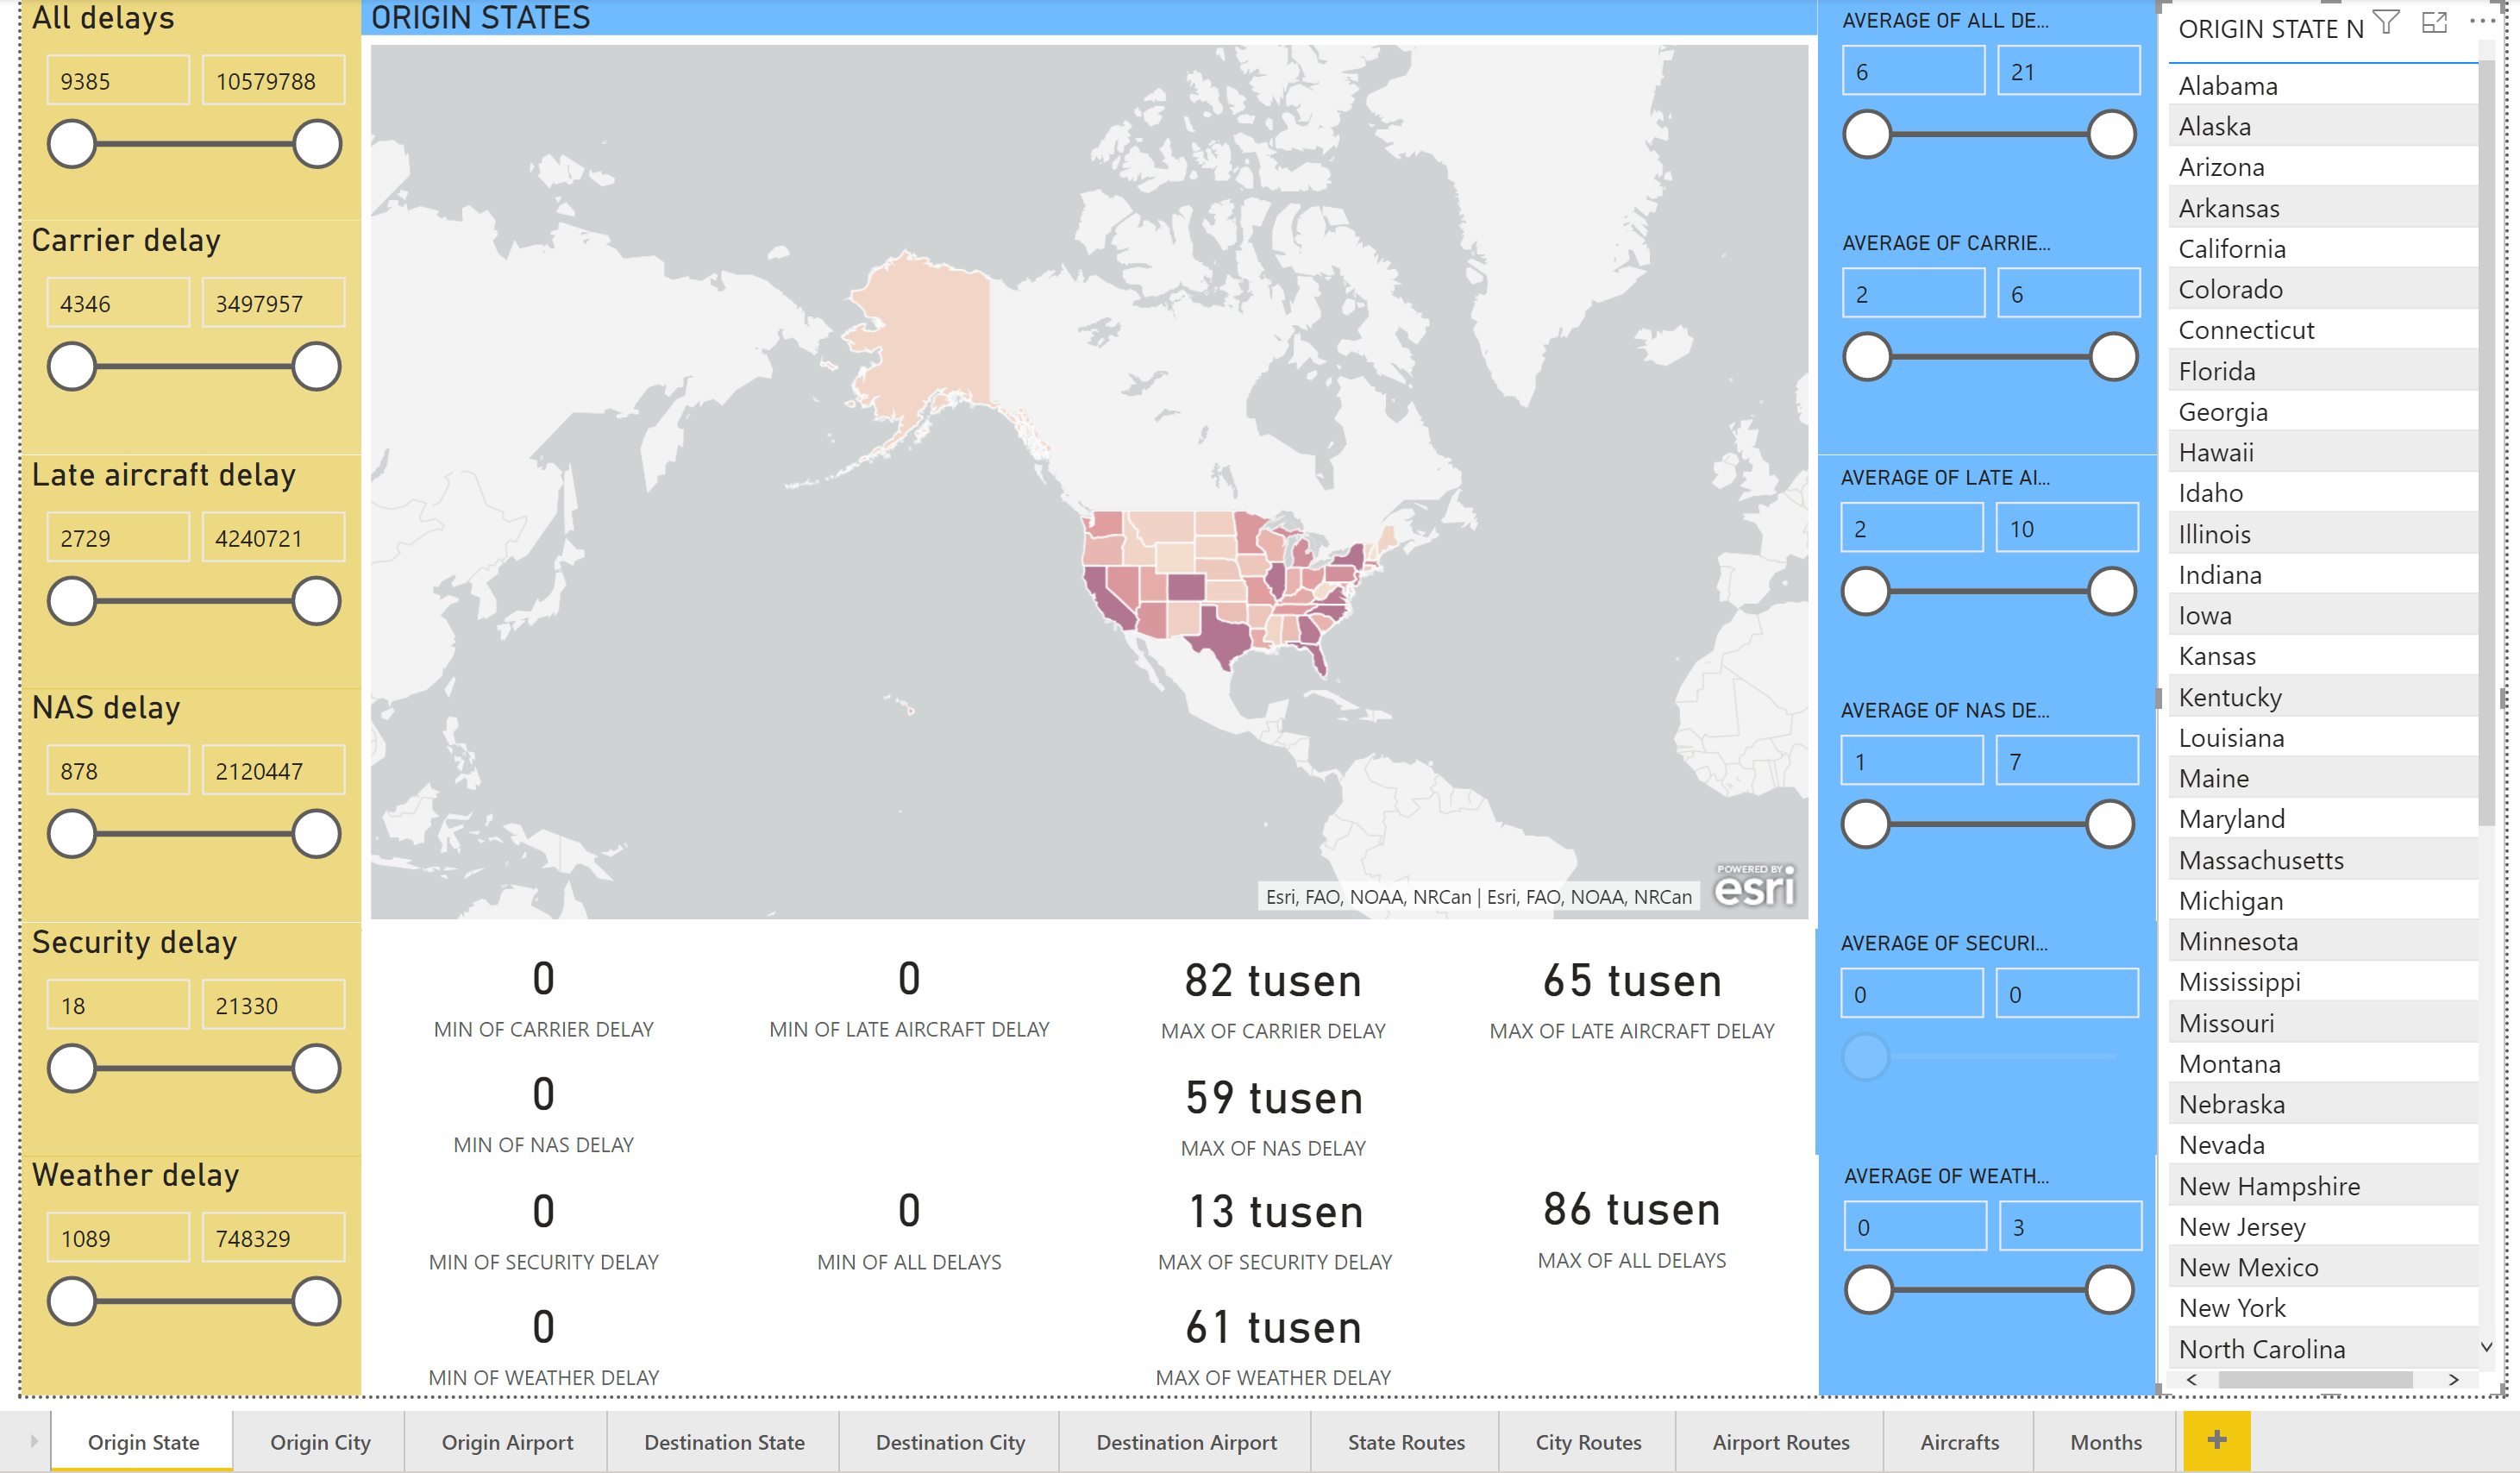 All delays
9385
10579788
Carrier delay
4346
3497957
Late aircraft delay
2729
4240721
NAS delay
878
2120447
Security delay
18
21330
Weather delay
1089
748329
ORIGIN STATES
Esri, FAO, NOAA, NRCan | Esri, FAO, NOAA, NRCan
POWERED BY
esri
0
MIN OF CARRIER DELAY
0
MIN OF LATE AIRCRAFT DELAY
82 tusen
MAX OF CARRIER DELAY
65 tusen
MAX OF LATE AIRCRAFT DELAY
0
MIN OF NAS DELAY
59 tusen
MAX OF NAS DELAY
0
MIN OF SECURITY DELAY
0
MIN OF ALL DELAYS
13 tusen
MAX OF SECURITY DELAY
86 tusen
MAX OF ALL DELAYS
0
MIN OF WEATHER DELAY
61 tusen
MAX OF WEATHER DELAY
AVERAGE OF ALL DE...
6
21
AVERAGE OF CARRIE...
2
6
AVERAGE OF LATE AI...
2
10
AVERAGE OF NAS DE...
1
7
AVERAGE OF SECURI...
0
0
AVERAGE OF WEATH...
0
3
ORIGIN STATE N
Alabama
Alaska
Arizona
Arkansas
California
Colorado
Connecticut
Florida
Georgia
Hawaii
Idaho
Illinois
Indiana
Iowa
Kansas
Kentucky
Louisiana
Maine
Maryland
Massachusetts
Michigan
Minnesota
Mississippi
Missouri
Montana
Nebraska
Nevada
New Hampshire
New Jersey
New Mexico
New York
North Carolina
Origin State
Origin City
Origin Airport
Destination State
Destination City
Destination Airport
State Routes
City Routes
Airport Routes
Aircrafts
Months
+